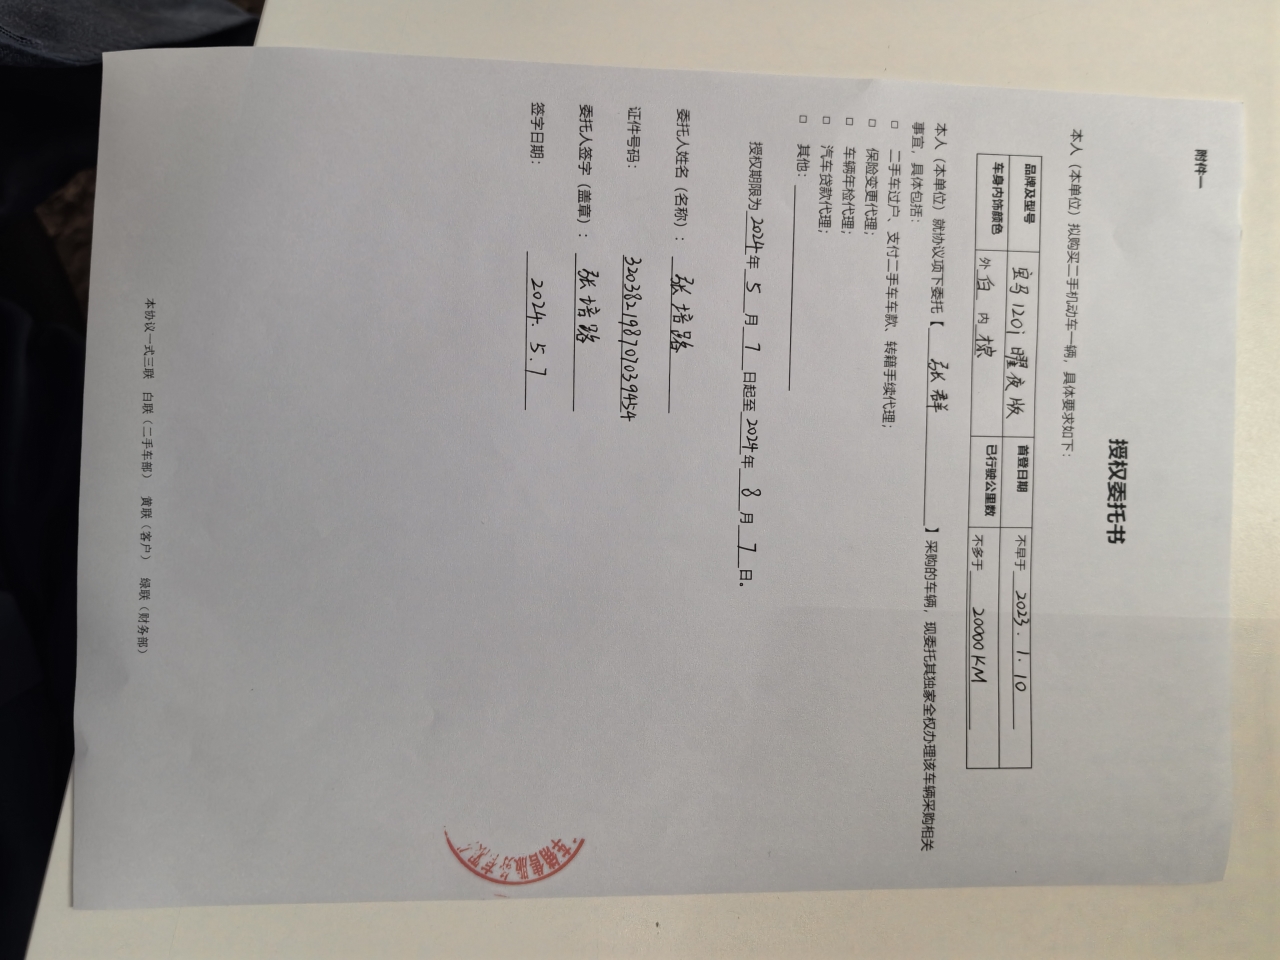 附件一
授权委托书
本人（本单位）拟购买二手机动车一辆，具体要求如下：
品牌及型号 宝马120i 曜夜版 首登日期 不早于 2023.1.10
车身内饰颜色 外 白 内 棕 已行驶公里数 不多于 20000KM
本人（本单位）就协议项下委托【 张群 】采购的车辆，现委托其独家全权办理该车辆采购相关
事宜，具体包括：
□ 二手车过户、支付二手车车款、转籍手续代理；
□ 保险变更代理；
□ 车辆年检代理；
□ 汽车贷款代理；
□ 其他：
授权期限为 2024 年 5 月 7 日起至 2024 年 8 月 7 日。
委托人姓名（名称）： 张培路
证件号码： 320382198707039454
委托人签字（盖章）： 张培路
签字日期： 2024.5.7
本协议一式三联 白联（二手车部） 黄联（客户） 绿联（财务部）
车销售服务有限